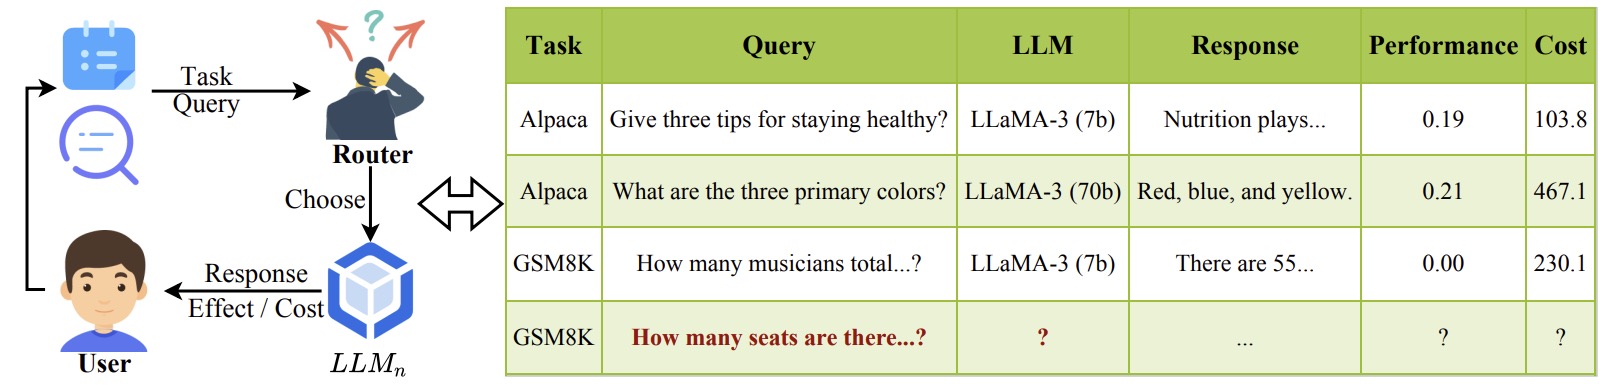 Task
Query
?
Router
Choose
Response
Effect / Cost
User
LLMₙ
Task Query LLM Response Performance Cost
Alpaca Give three tips for staying healthy? LLaMA-3 (7b) Nutrition plays... 0.19 103.8
Alpaca What are the three primary colors? LLaMA-3 (70b) Red, blue, and yellow. 0.21 467.1
GSM8K How many musicians total...? LLaMA-3 (7b) There are 55... 0.00 230.1
GSM8K How many seats are there...? ? ... ? ?